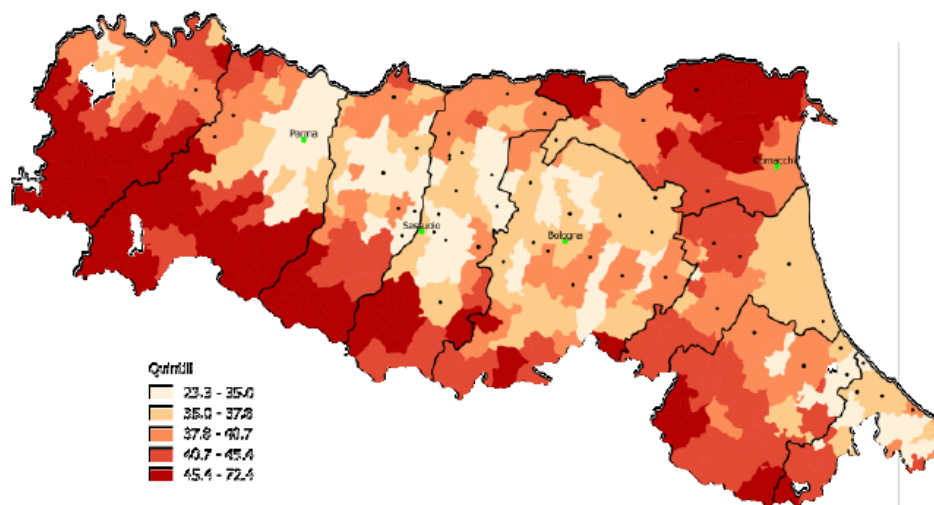 Parma
Comacchi
Sassuolo
Bologna
Quintili
23.3 - 35.0
35.0 - 37.8
37.8 - 40.7
40.7 - 45.4
45.4 - 72.4